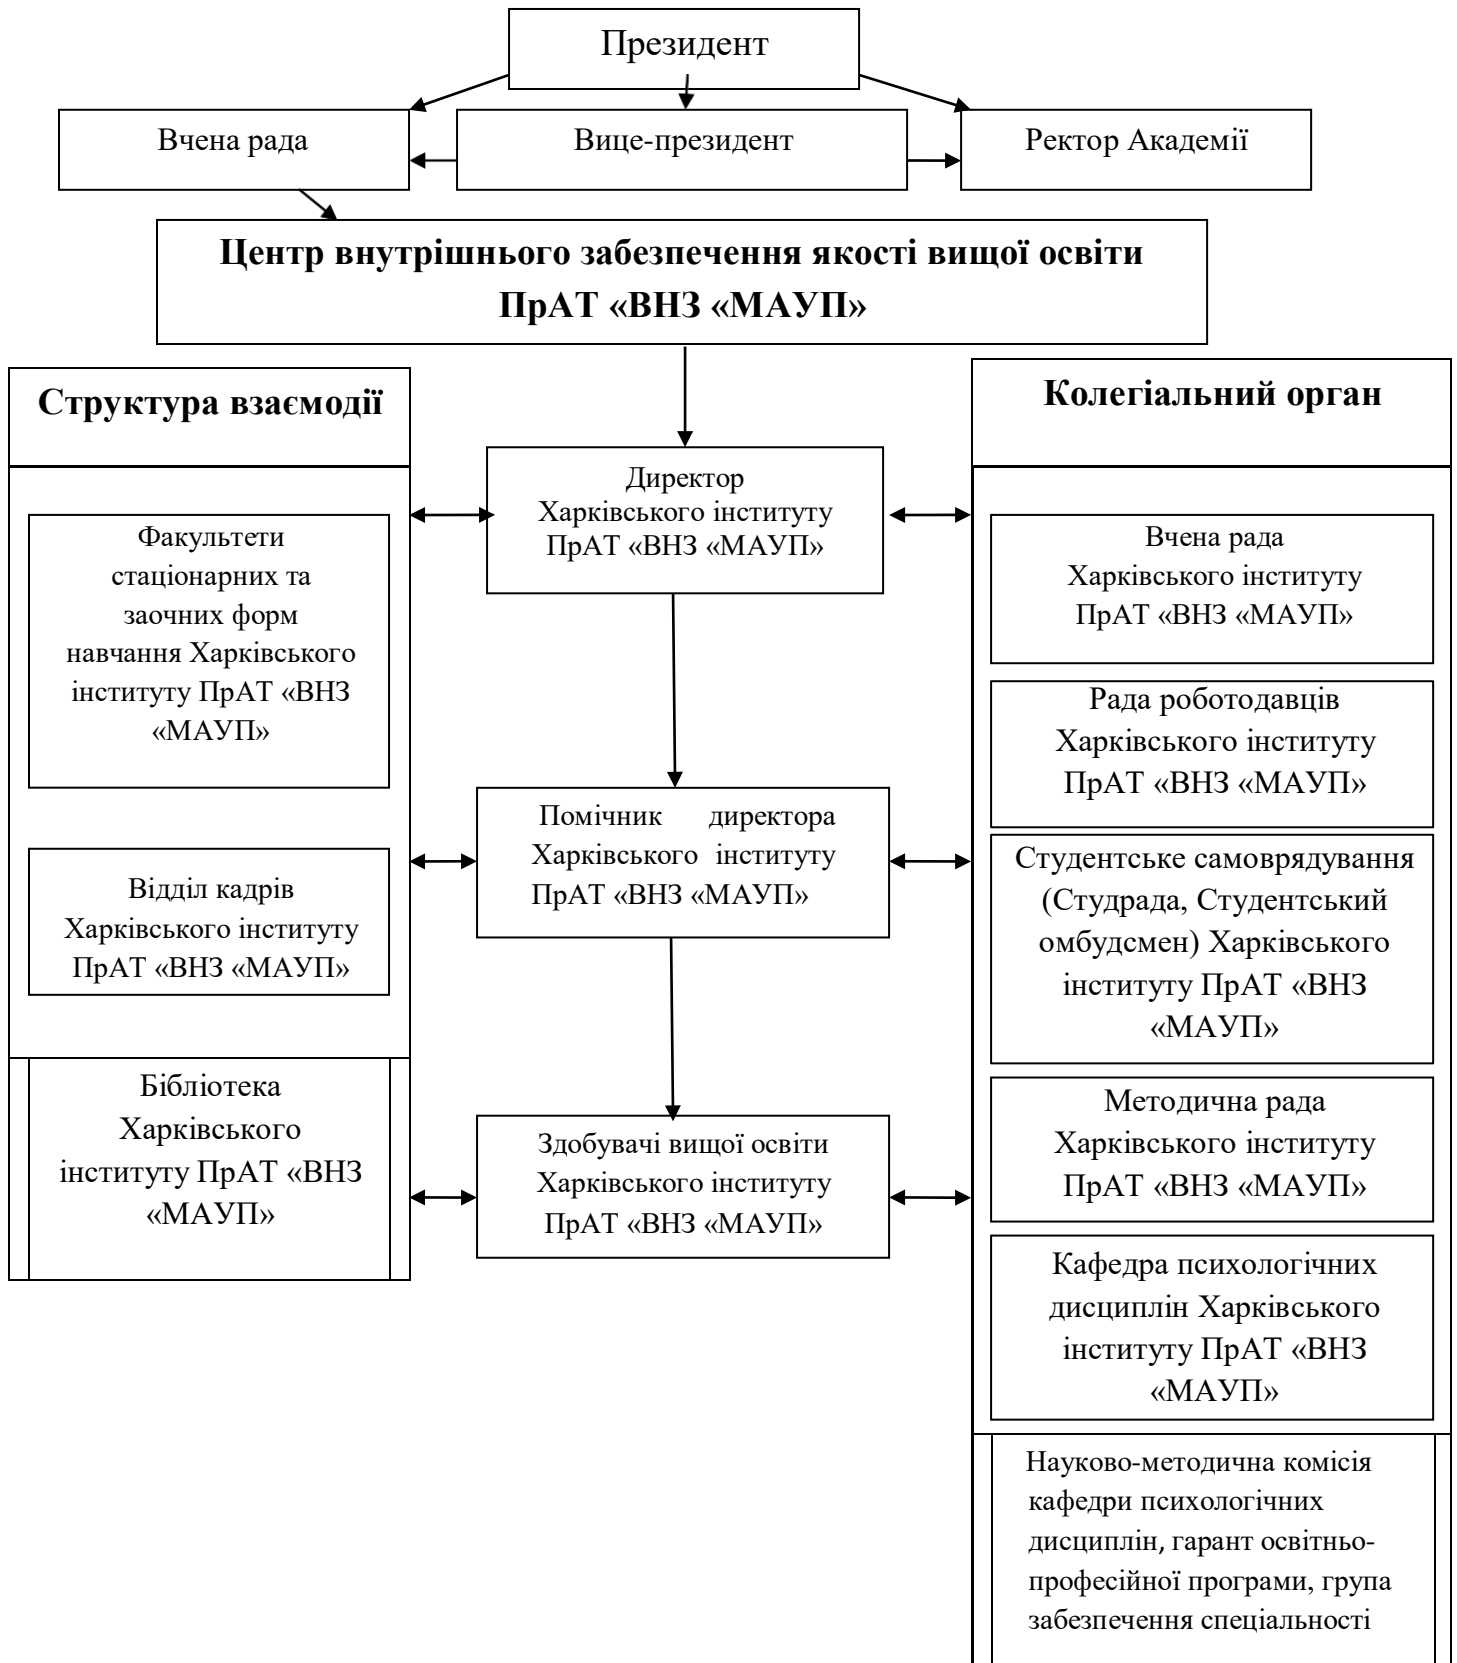 Президент
Вчена рада
Вице-президент
Ректор Академії
Центр внутрішнього забезпечення якості вищої освіти
ПрАТ «ВНЗ «МАУП»
Структура взаємодії
Факультети
стаціонарних та
заочних форм
навчання Харківського
інституту ПрАТ «ВНЗ
«МАУП»
Відділ кадрів
Харківського інституту
ПрАТ «ВНЗ «МАУП»
Бібліотека
Харківського
інституту ПрАТ «ВНЗ
«МАУП»
Директор
Харківського інституту
ПрАТ «ВНЗ «МАУП»
Помічник директора
Харківського інституту
ПрАТ «ВНЗ «МАУП»
Здобувачі вищої освіти
Харківського інституту
ПрАТ «ВНЗ «МАУП»
Колегіальний орган
Вчена рада
Харківського інституту
ПрАТ «ВНЗ «МАУП»
Рада роботодавців
Харківського інституту
ПрАТ «ВНЗ «МАУП»
Студентське самоврядування
(Студрада, Студентський
омбудсмен) Харківського
інституту ПрАТ «ВНЗ
«МАУП»
Методична рада
Харківського інституту
ПрАТ «ВНЗ «МАУП»
Кафедра психологічних
дисциплін Харківського
інституту ПрАТ «ВНЗ
«МАУП»
Науково-методична комісія
кафедри психологічних
дисциплін, гарант освітньо-
професійної програми, група
забезпечення спеціальності